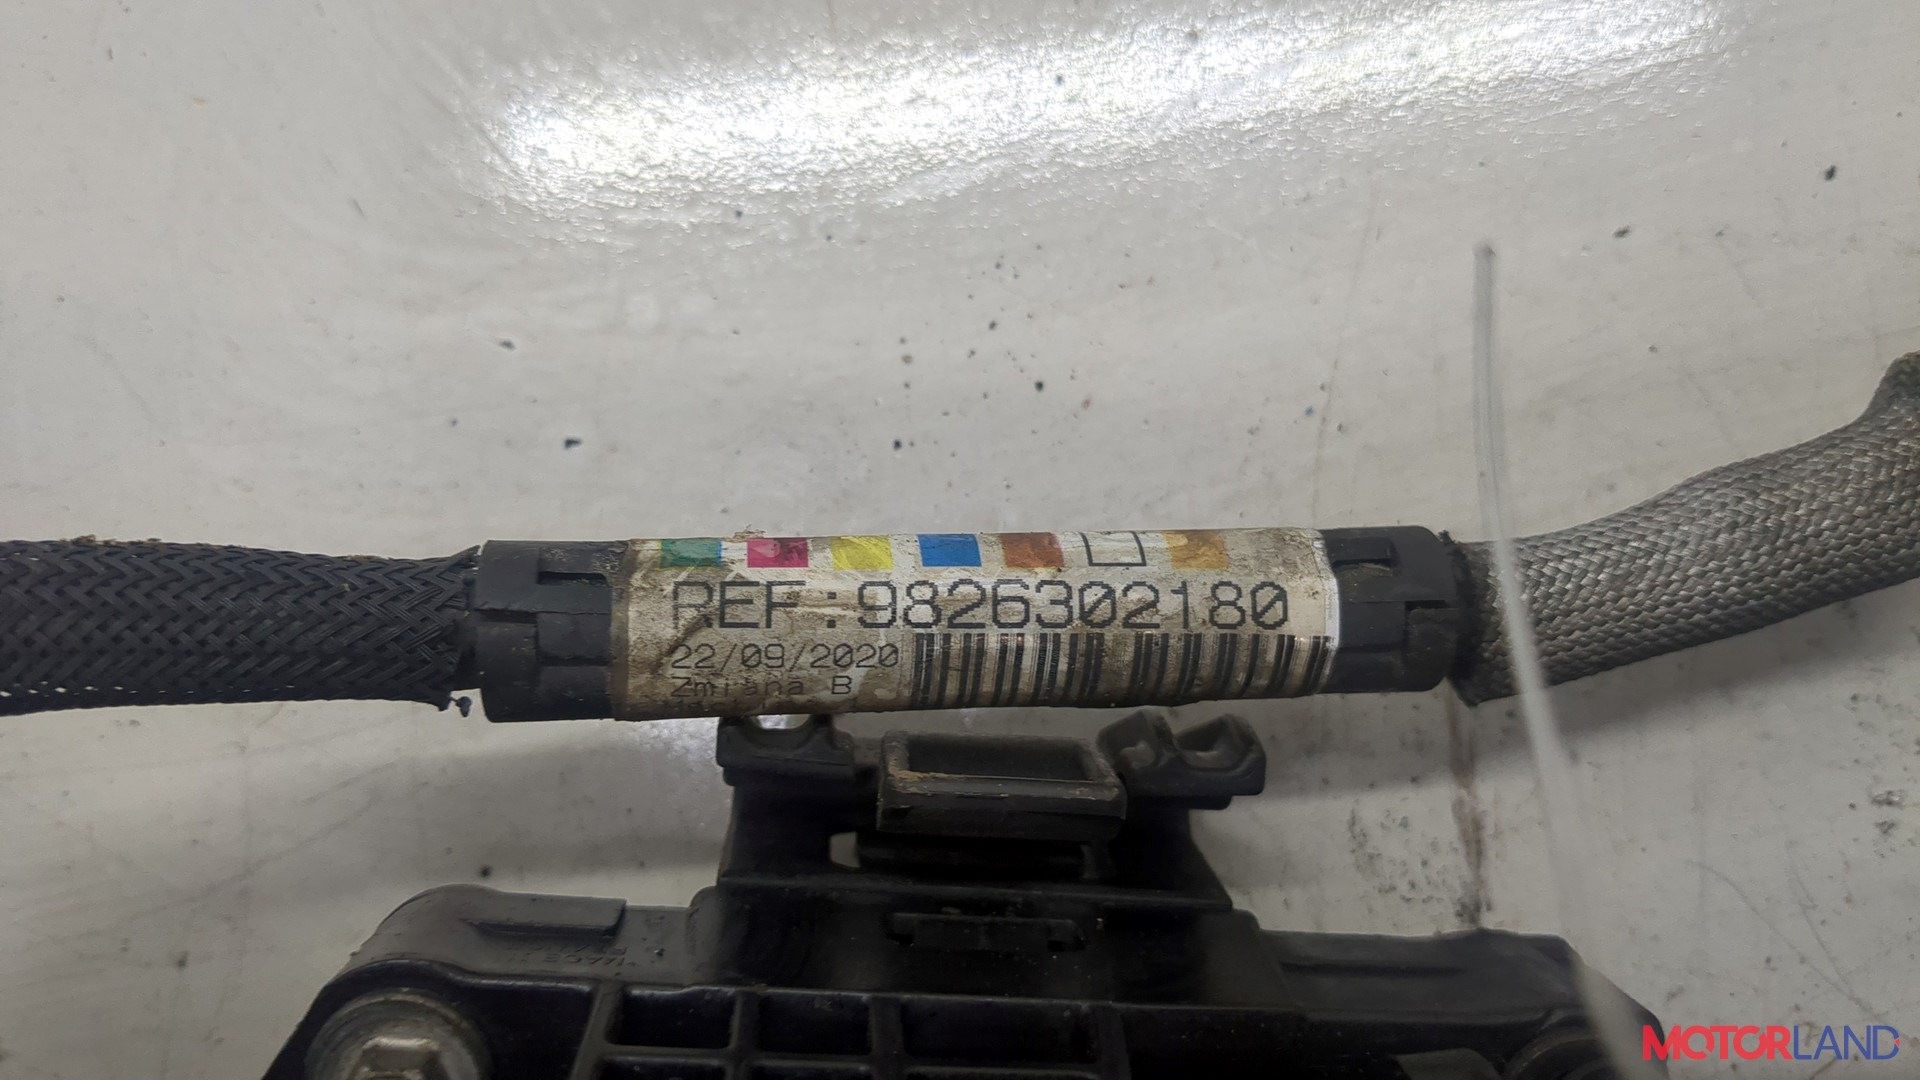 REF:9826302180
22/09/2020
Zmiana B
MOTORLAND